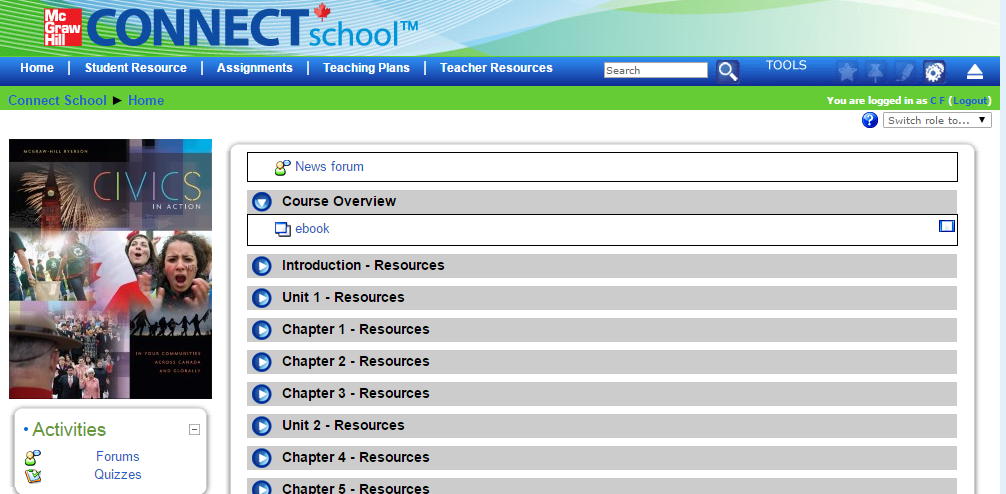 Mc
Graw
Hill
CONNECT
school™
Home | Student Resource | Assignments | Teaching Plans | Teacher Resources
Search
TOOLS
Connect School ► Home
You are logged in as C F (Logout)
Switch role to...
McGRAW-HILL RYERSON
CIVICS
IN ACTION
IN YOUR COMMUNITIES
ACROSS CANADA
AND GLOBALLY
News forum
Course Overview
ebook
Introduction - Resources
Unit 1 - Resources
Chapter 1 - Resources
Chapter 2 - Resources
Chapter 3 - Resources
Unit 2 - Resources
Chapter 4 - Resources
Chapter 5 - Resources
• Activities
Forums
Quizzes